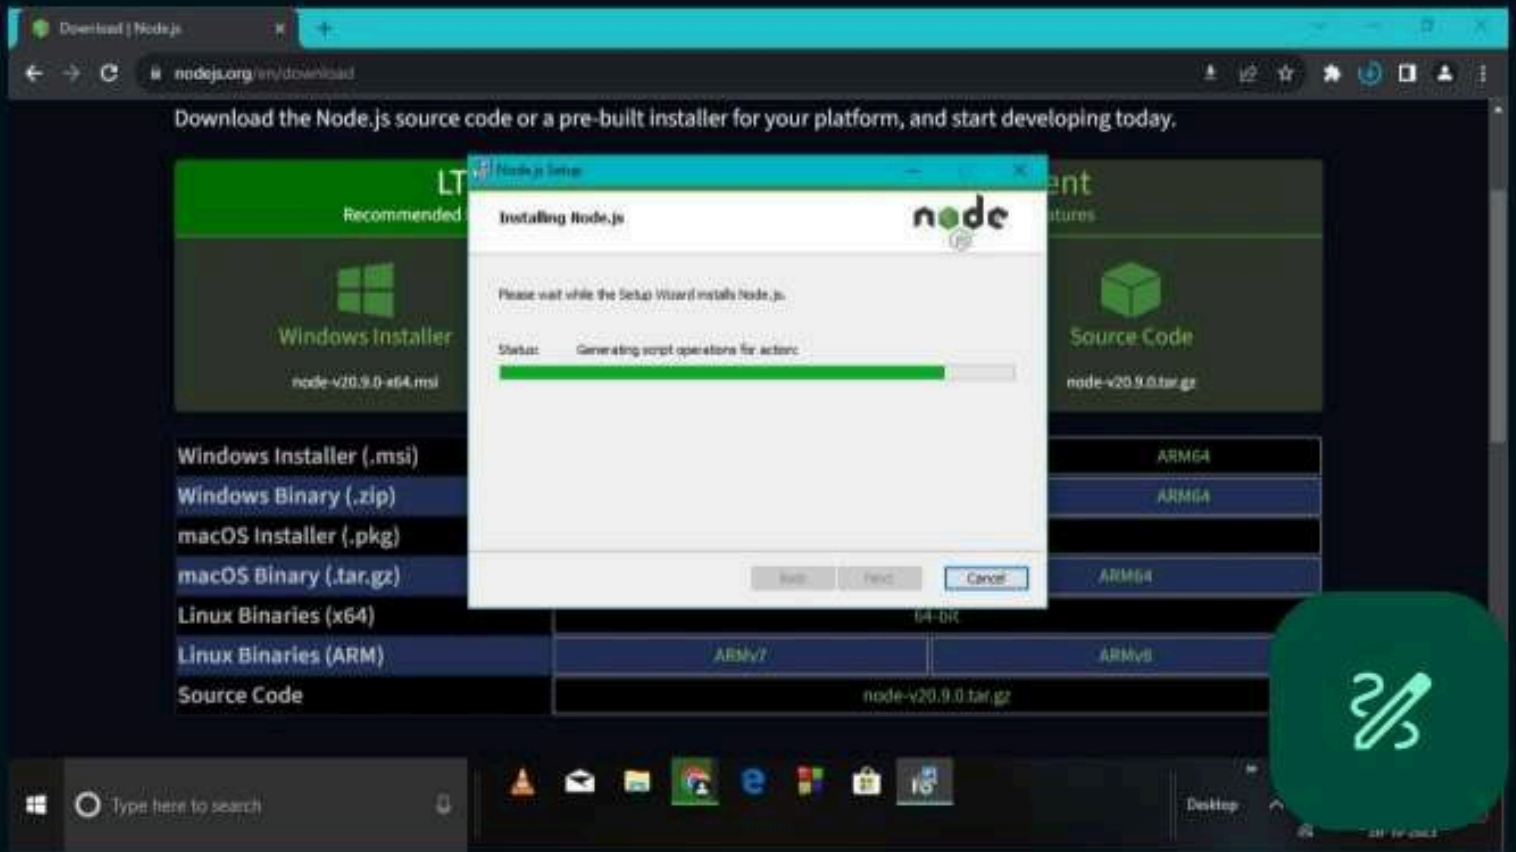 Download | Node.js
nodejs.org/en/download
Download the Node.js source code or a pre-built installer for your platform, and start developing today.
LT
Recommended
ent
atures
Node.js Setup
Installing Node.js
node
JS
Please wait while the Setup Wizard installs Node.js.
Status: Generating script operations for action:
Back Next Cancel
Windows Installer
node-v20.9.0-x64.msi
Source Code
node-v20.9.0.tar.gz
Windows Installer (.msi) ARM64
Windows Binary (.zip) ARM64
macOS Installer (.pkg)
macOS Binary (.tar.gz) ARM64
Linux Binaries (x64) 64-bit
Linux Binaries (ARM) ARMv7 ARMv8
Source Code node-v20.9.0.tar.gz
Type here to search
Desktop